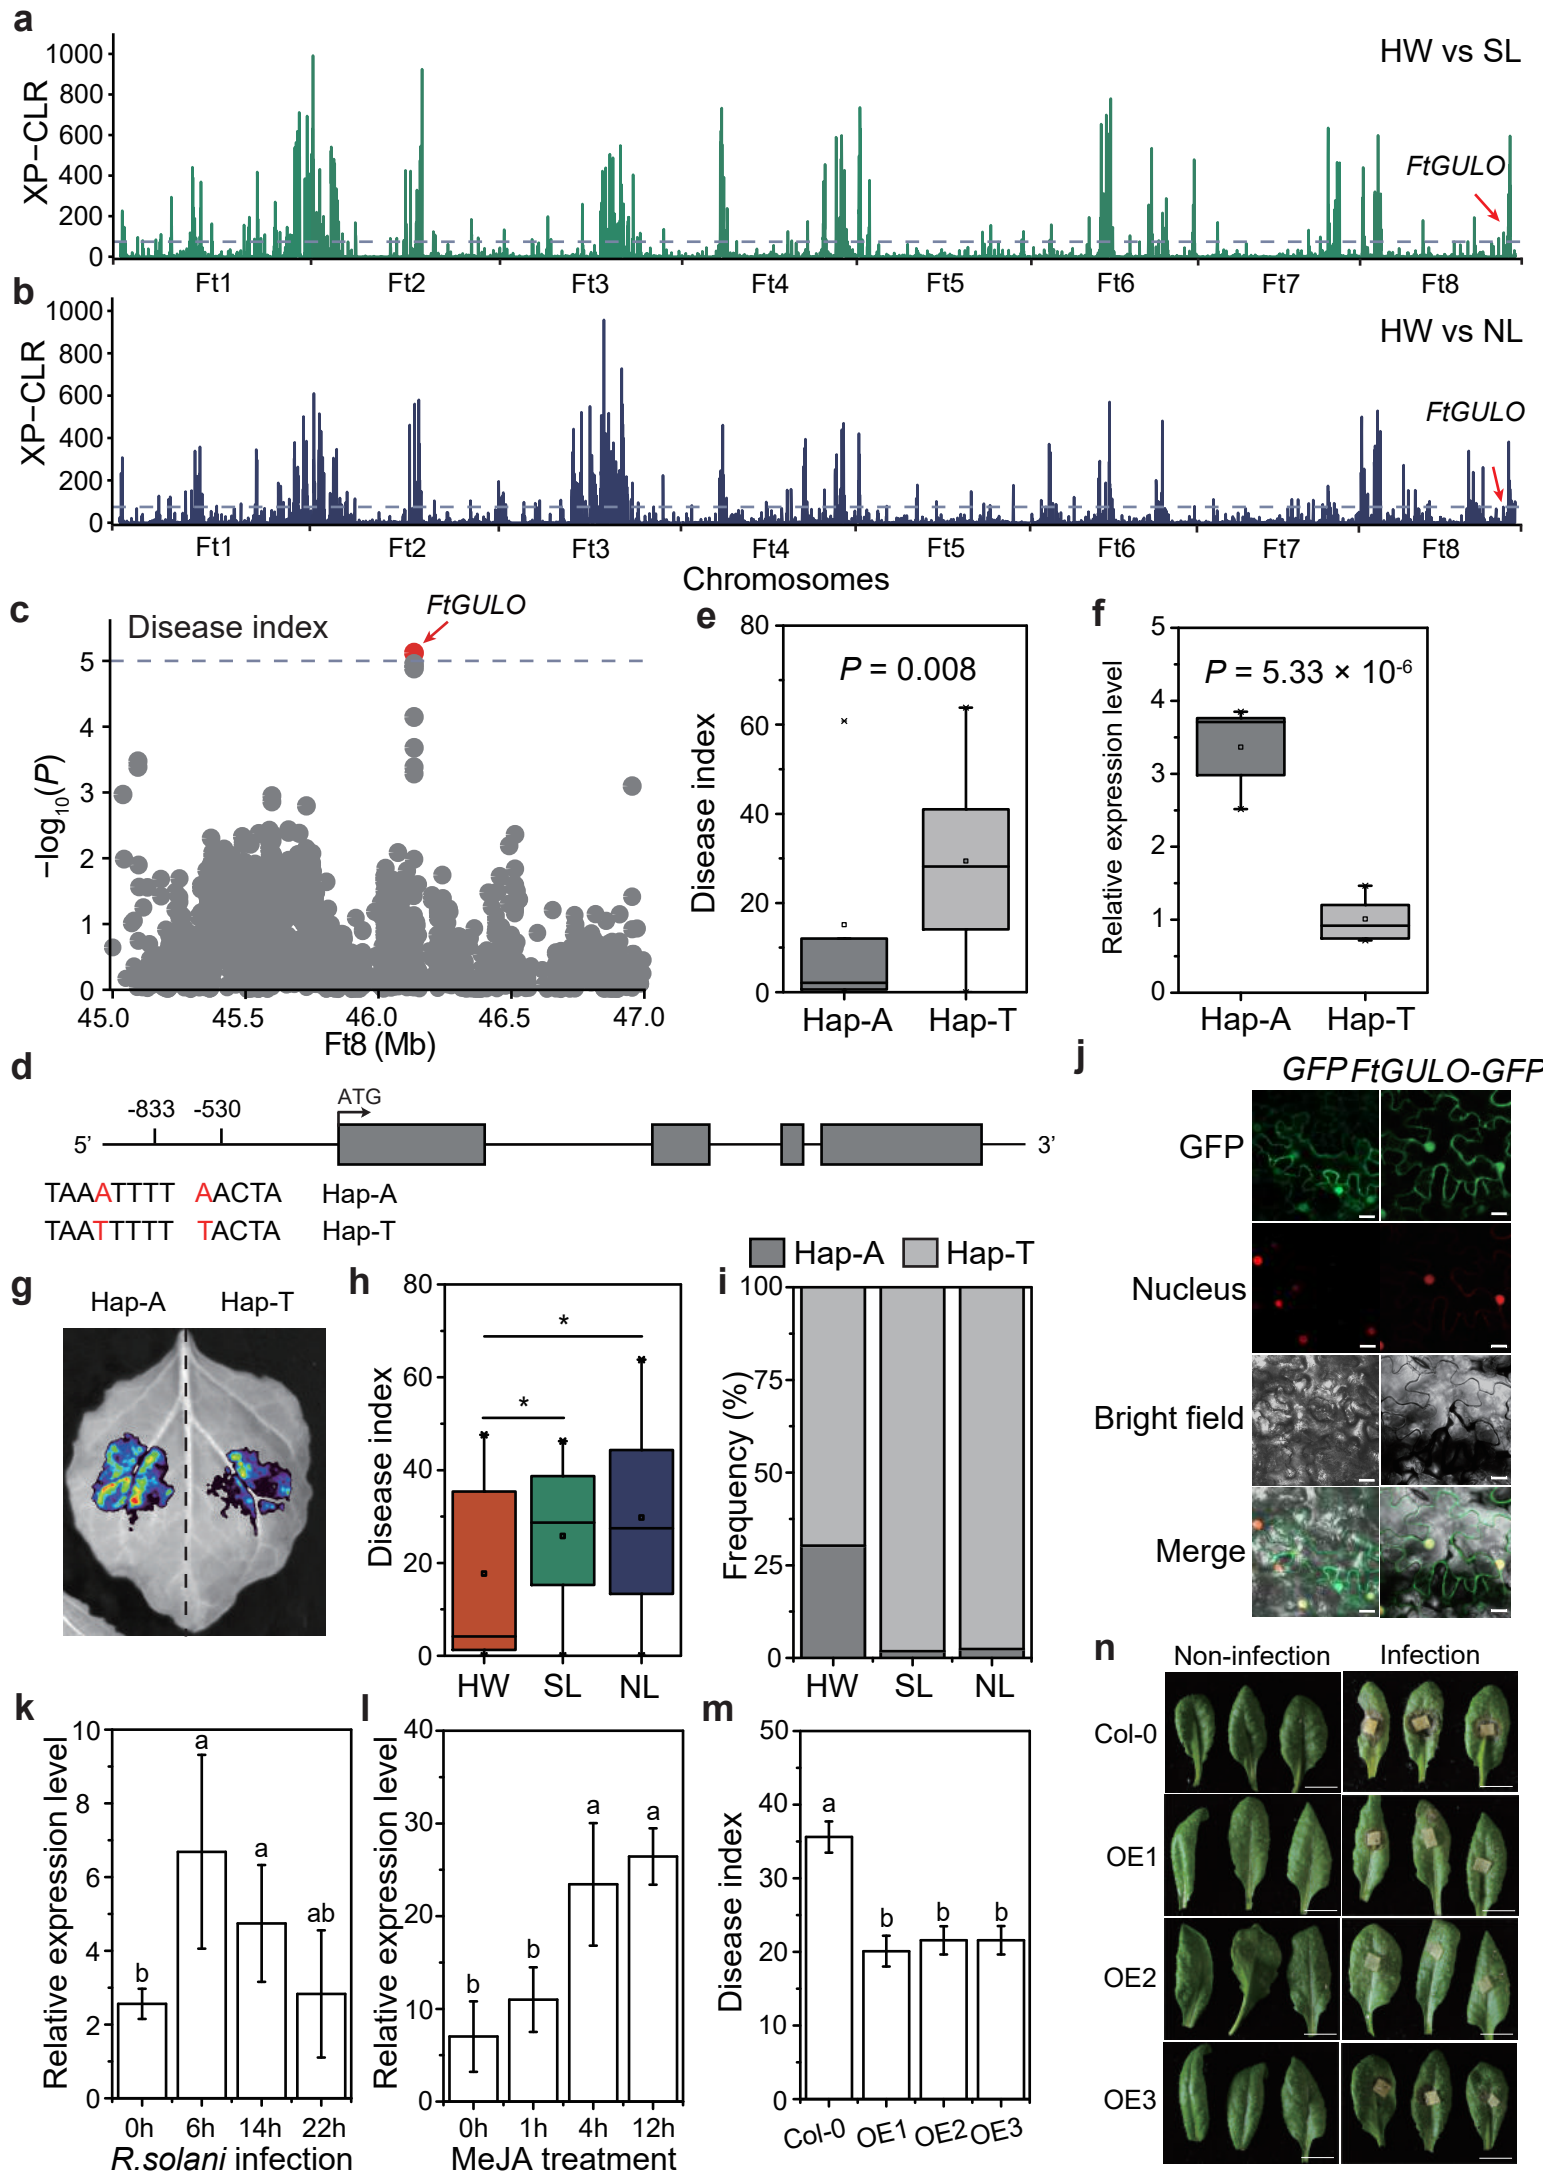 a
HW vs SL
XP−CLR
1000
800
600
400
200
0
FtGULO
Ft1 Ft2 Ft3 Ft4 Ft5 Ft6 Ft7 Ft8
b
HW vs NL
XP−CLR
1000
800
600
400
200
0
FtGULO
Ft1 Ft2 Ft3 Ft4 Ft5 Ft6 Ft7 Ft8
Chromosomes
c
Disease index
FtGULO
−log10(P)
5
4
3
2
1
0
45.0 45.5 46.0 46.5 47.0
Ft8 (Mb)
e
Disease index
80
60
40
20
0
P = 0.008
Hap-A Hap-T
f
Relative expression level
5
4
3
2
1
0
P = 5.33 × 10-6
Hap-A Hap-T
d
-833 -530 ATG
5’ 3’
TAAATTTT AACTA Hap-A
TAATTTTT TACTA Hap-T
j
GFP FtGULO-GFP
GFP
Nucleus
Bright field
Merge
g
Hap-A Hap-T
h
Disease index
80
60
40
20
0
*
*
HW SL NL
Hap-A Hap-T
i
Frequency (%)
100
75
50
25
0
HW SL NL
k
Relative expression level
10
8
6
4
2
0
b a a ab
0h 6h 14h 22h
R.solani infection
l
Relative expression level
40
30
20
10
0
b b a a
0h 1h 4h 12h
MeJA treatment
m
Disease index
50
40
30
20
10
0
a b b b
Col-0 OE1 OE2 OE3
n
Non-infection Infection
Col-0
OE1
OE2
OE3